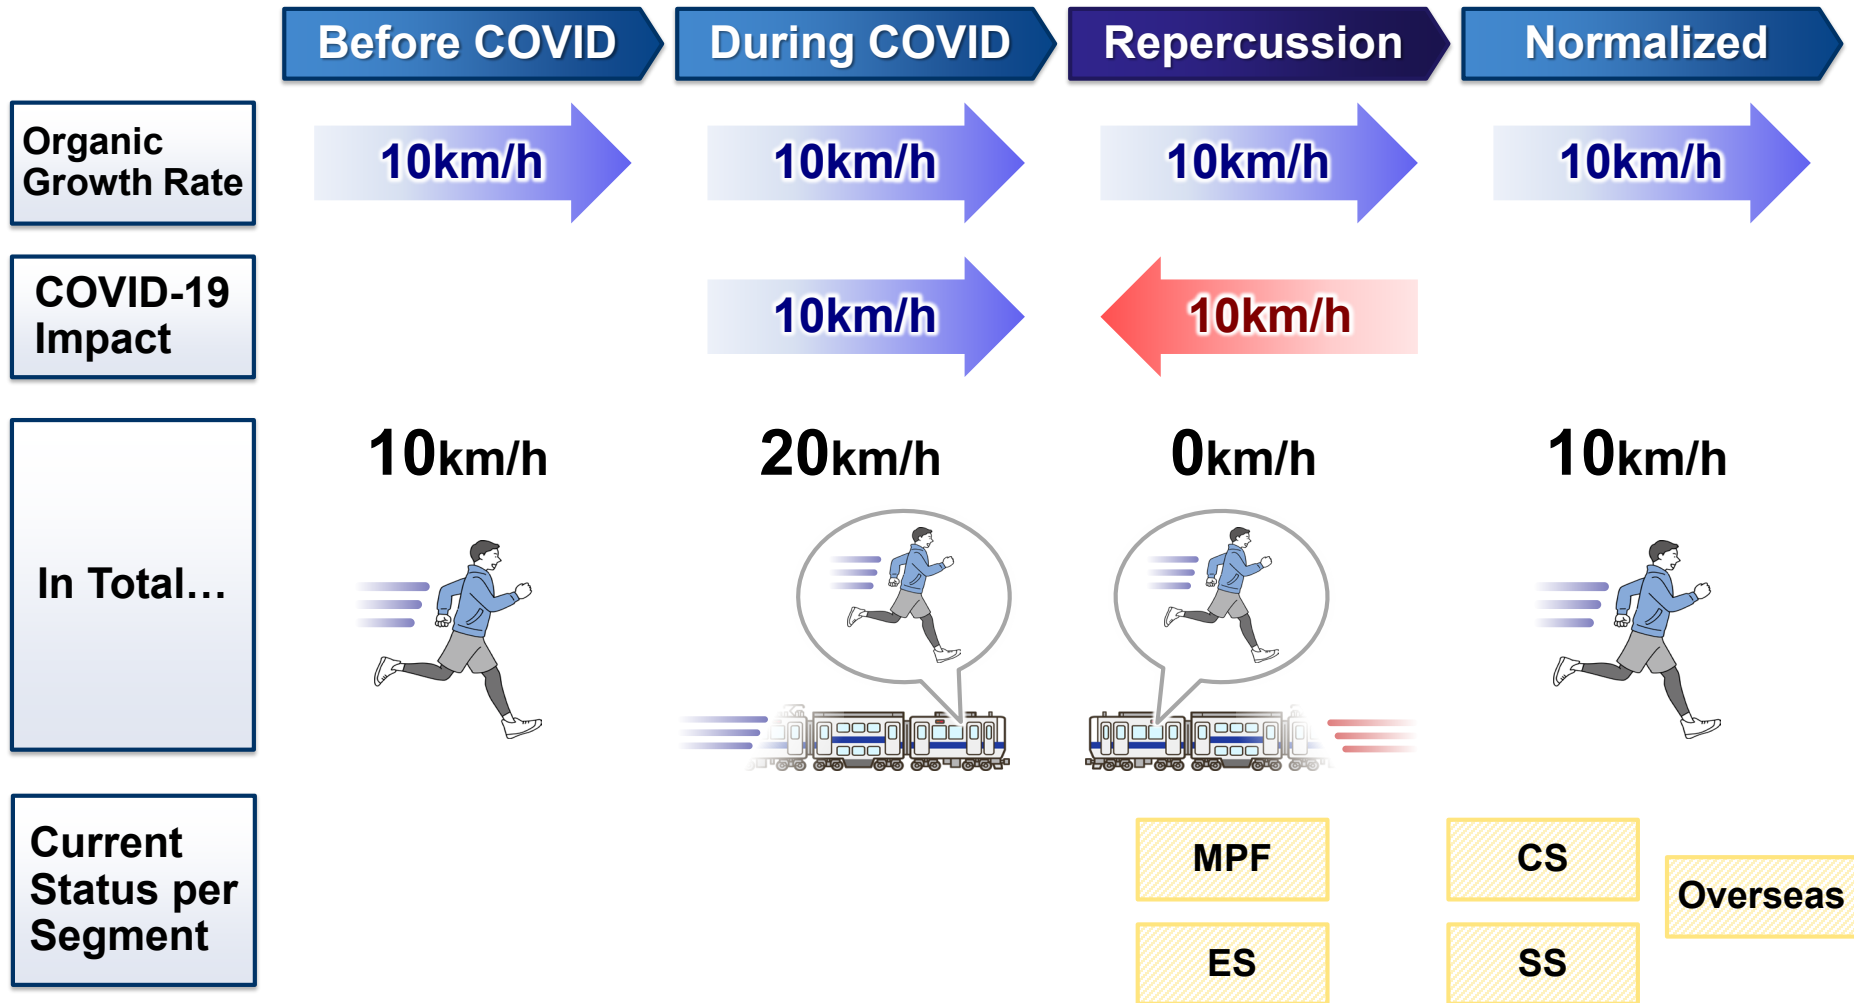 Before COVID
During COVID
Repercussion
Normalized
Organic
Growth Rate
10km/h
10km/h
10km/h
10km/h
COVID-19
Impact
10km/h
10km/h
In Total…
10km/h
20km/h
0km/h
10km/h
Current
Status per
Segment
MPF
CS
Overseas
ES
SS